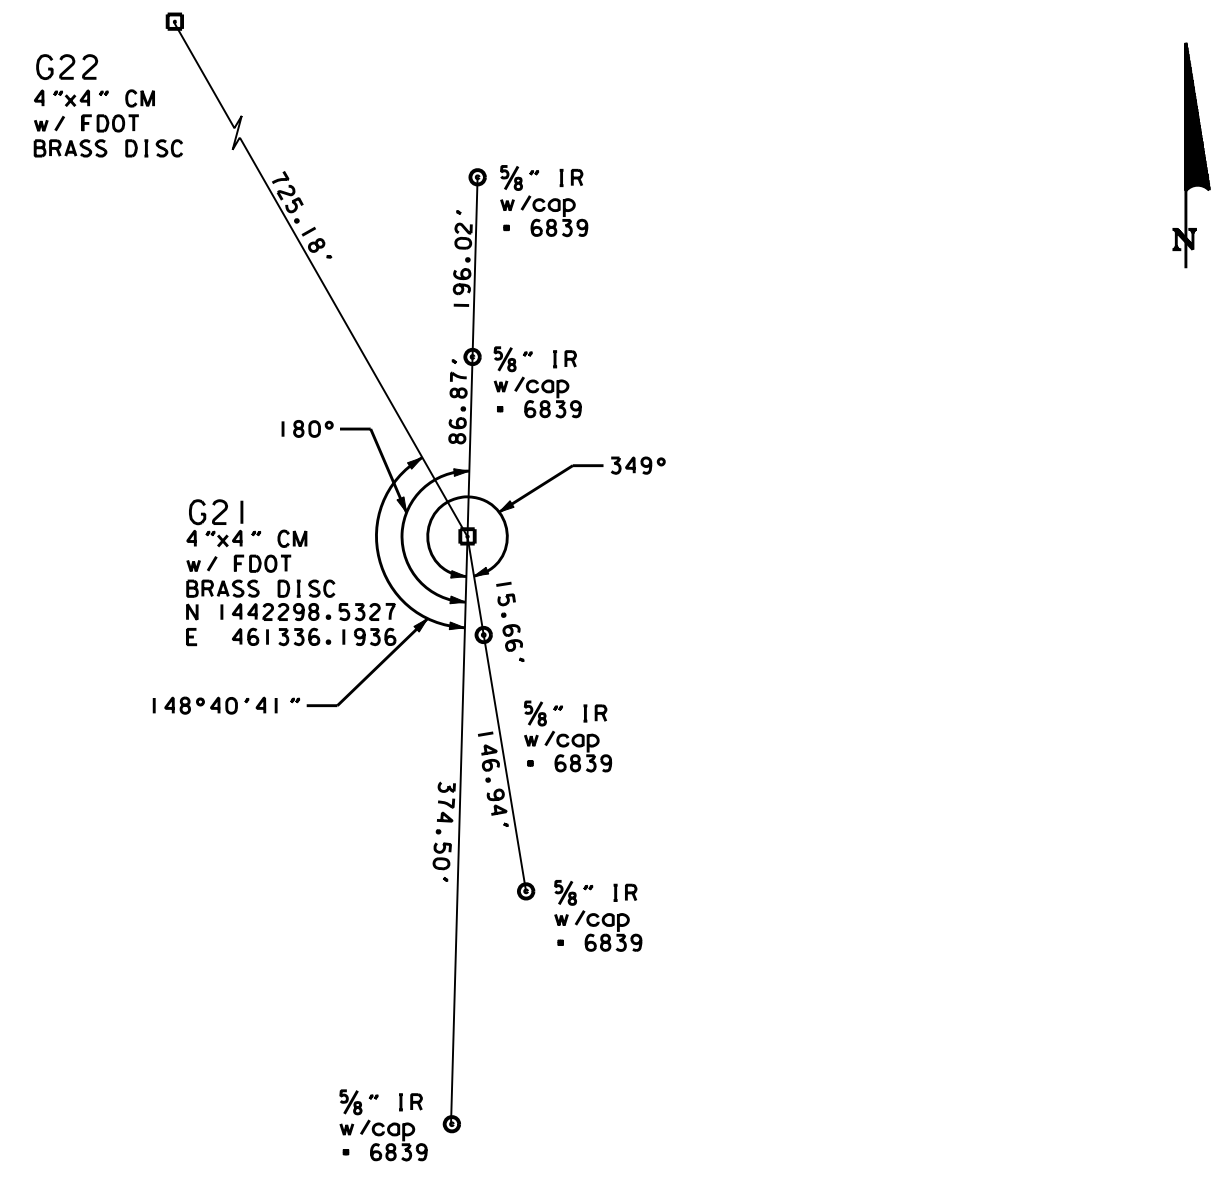 G22
4"x4" CM
w/ FDOT
BRASS DISC
725.18'
5/8" IR
w/cap
▪ 6839
196.02'
N
5/8" IR
w/cap
▪ 6839
86.87'
180°
349°
G21
4"x4" CM
w/ FDOT
BRASS DISC
N 1442298.5327
E 461336.1936
15.66'
148°40'41"
5/8" IR
w/cap
▪ 6839
146.94'
374.50'
5/8" IR
w/cap
▪ 6839
5/8" IR
w/cap
▪ 6839